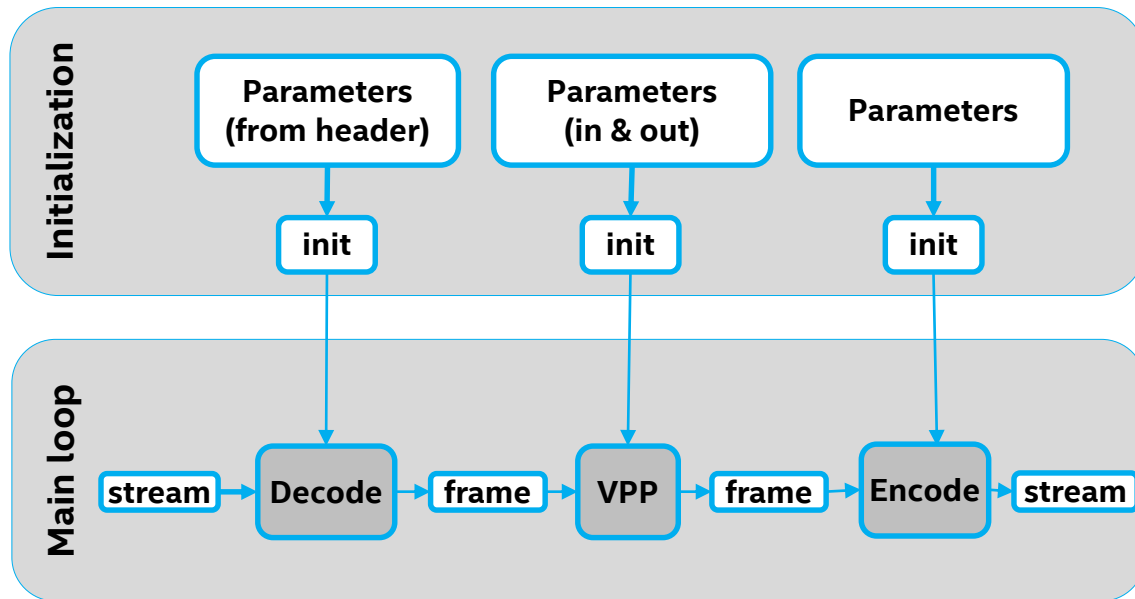 Initialization
Parameters
(from header)
Parameters
(in & out)
Parameters
init
init
init
Main loop
stream
Decode
frame
VPP
frame
Encode
stream